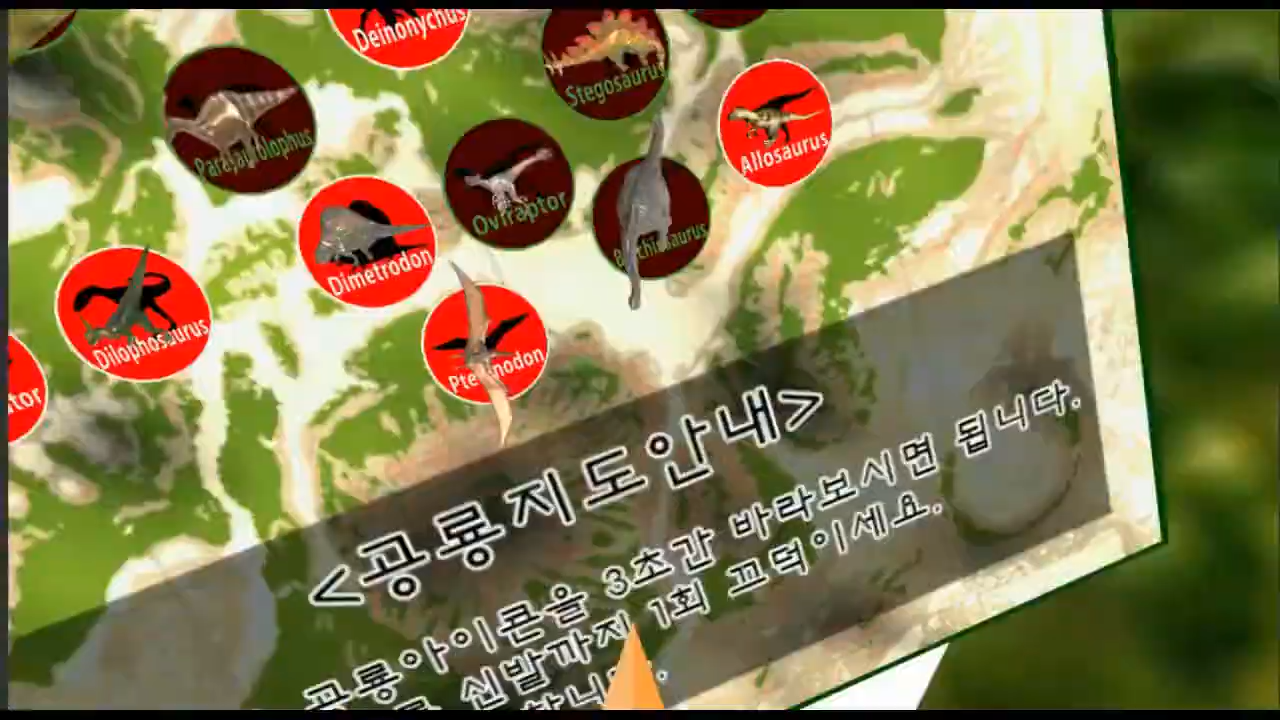 Deinonychus
Stegosaurus
Allosaurus
Parasaurolophus
Oviraptor
Brachiosaurus
Dimetrodon
Dilophosaurus
Pteranodon
tor
<공룡지도안내>
공룡아이콘을 3초간 바라보시면 됩니다.
신발까지 1회 끄덕이세요.